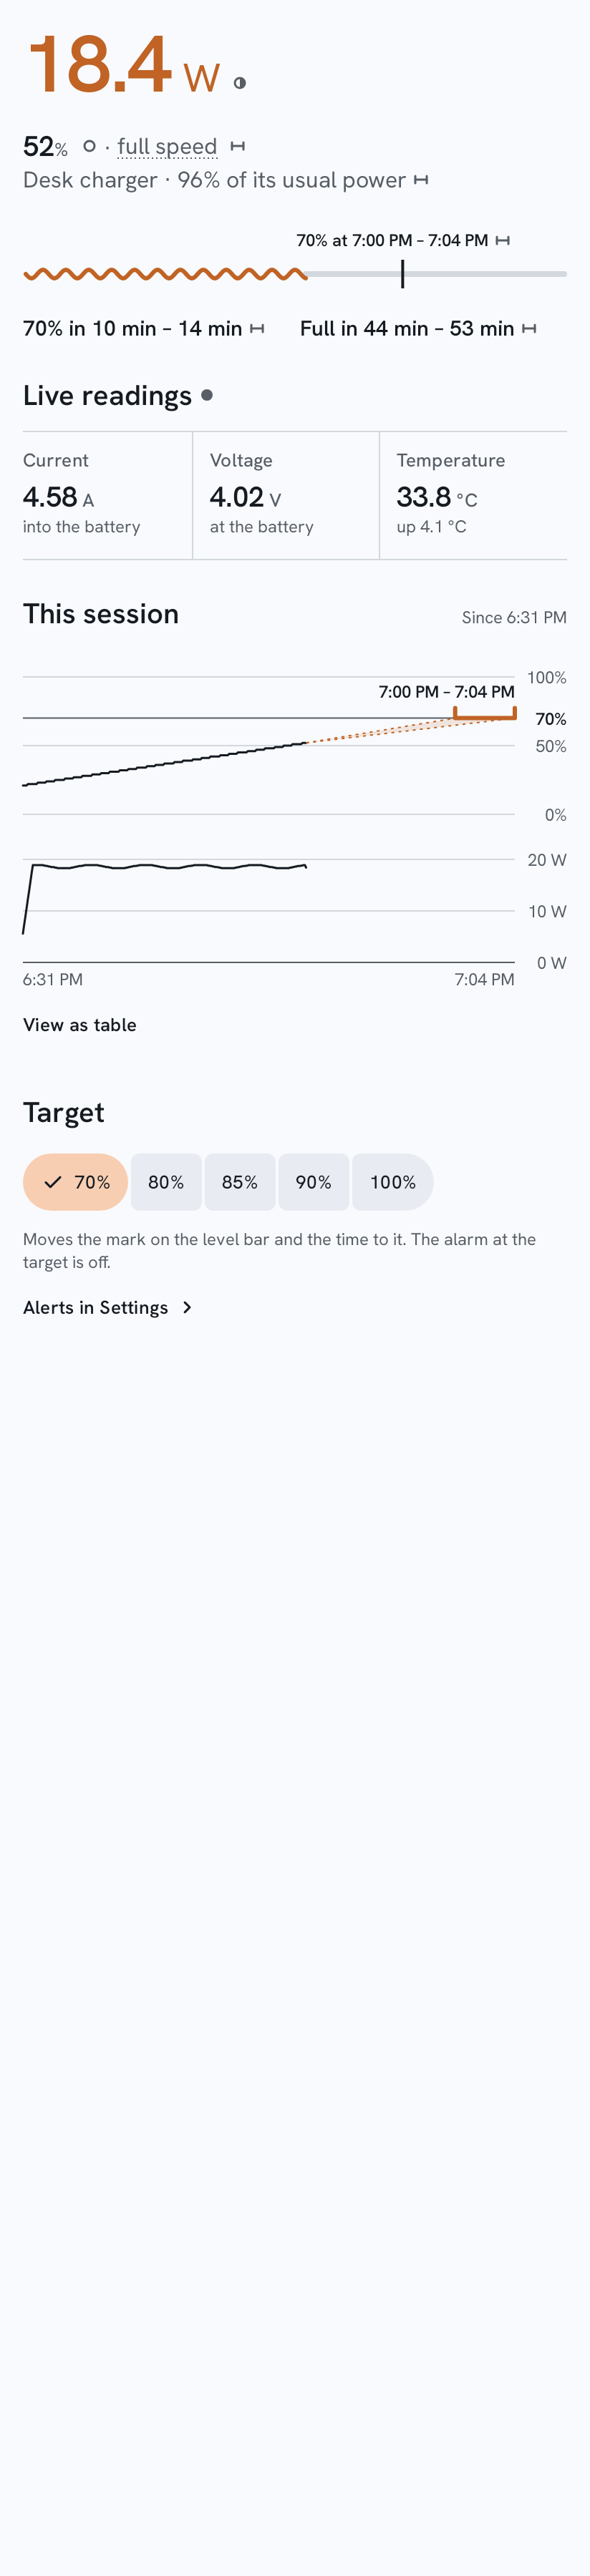 18.4 W
52% · full speed
Desk charger · 96% of its usual power
70% at 7:00 PM – 7:04 PM
70% in 10 min – 14 min Full in 44 min – 53 min
Live readings
Current Voltage Temperature
4.58 A 4.02 V 33.8 °C
into the battery at the battery up 4.1 °C
This session Since 6:31 PM
100%
7:00 PM – 7:04 PM
70%
50%
0%
20 W
10 W
0 W
6:31 PM 7:04 PM
View as table
Target
70% 80% 85% 90% 100%
Moves the mark on the level bar and the time to it. The alarm at the
target is off.
Alerts in Settings